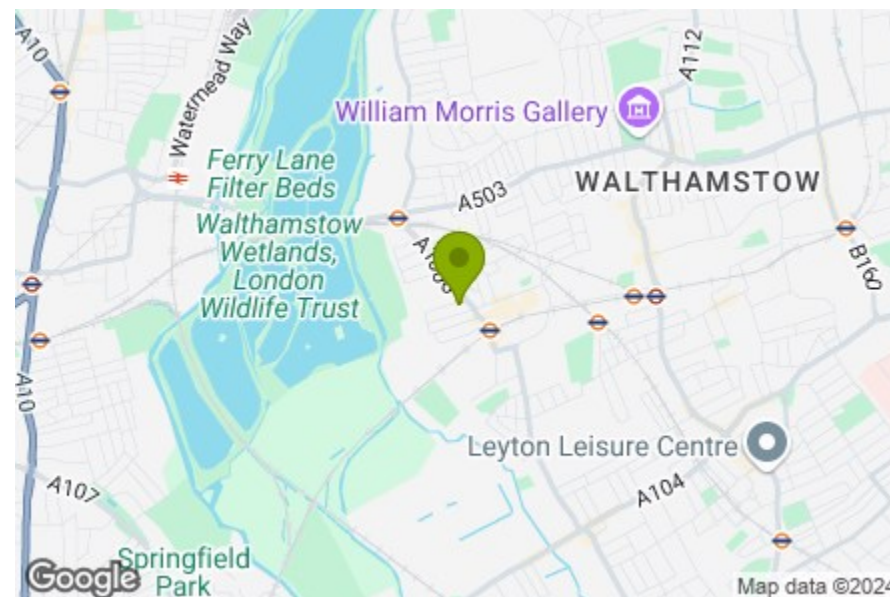 A10
Watermead Way
A112
William Morris Gallery
Ferry Lane
Filter Beds
A503
WALTHAMSTOW
Walthamstow
Wetlands,
London
Wildlife Trust
B160
A10
Leyton Leisure Centre
A107
A104
Springfield
Park
Google
Map data ©2024